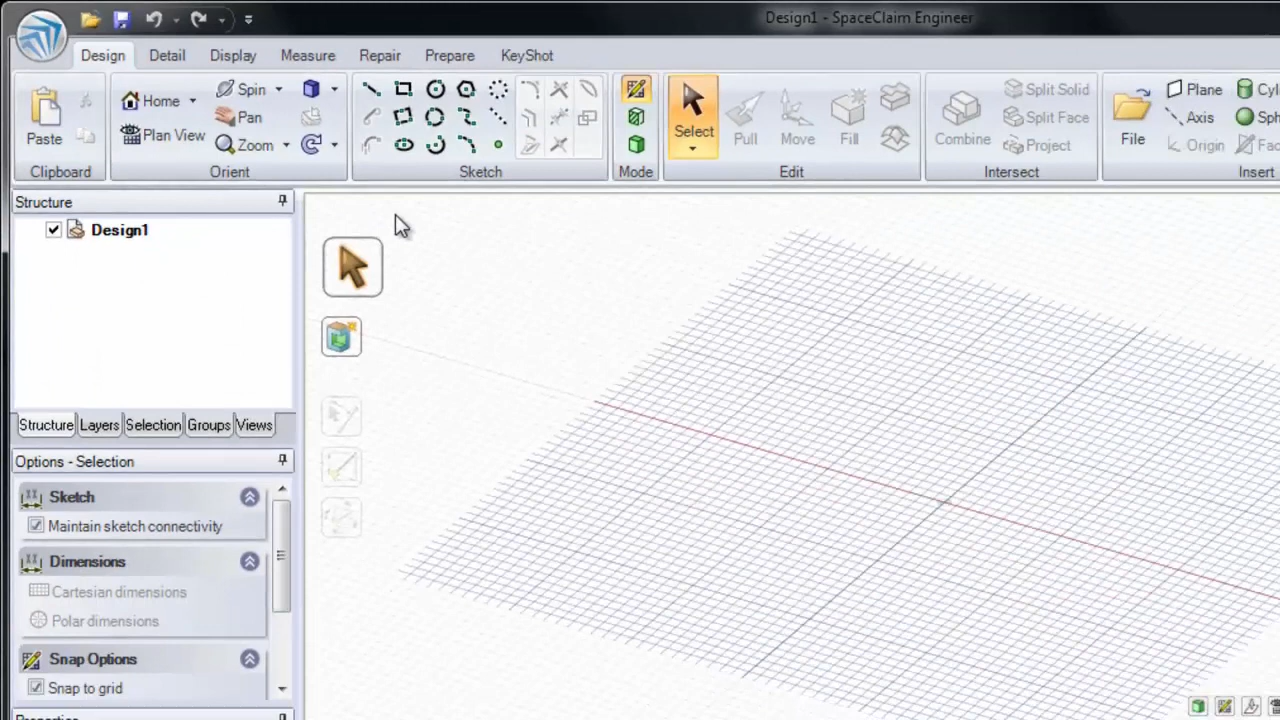 Design1 - SpaceClaim Engineer
Design Detail Display Measure Repair Prepare KeyShot
Paste
Clipboard
Home
Plan View
Spin
Pan
Zoom
Orient
Sketch
Mode
Select
Pull
Move
Fill
Edit
Combine
Split Solid
Split Face
Project
Intersect
File
Plane
Axis
Origin
Insert
Structure
Design1
Structure Layers Selection Groups Views
Options - Selection
Sketch
Maintain sketch connectivity
Dimensions
Cartesian dimensions
Polar dimensions
Snap Options
Snap to grid